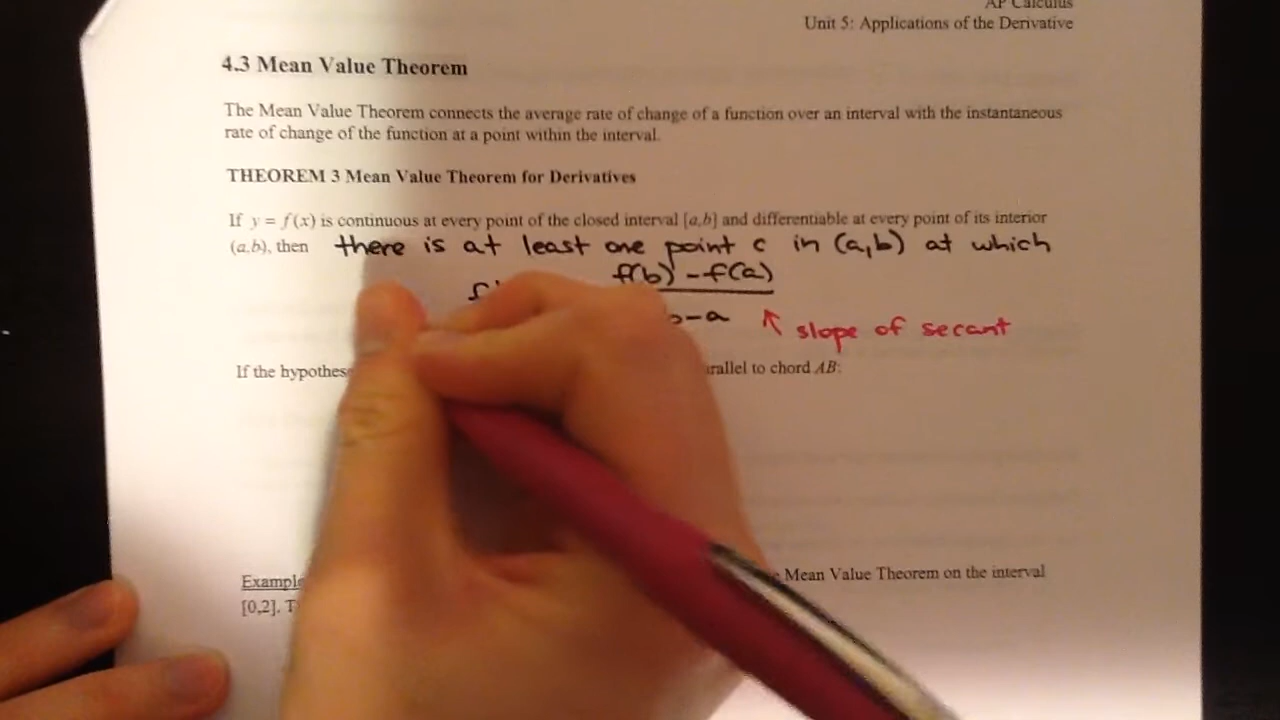 AP Calculus
Unit 5: Applications of the Derivative
4.3 Mean Value Theorem
The Mean Value Theorem connects the average rate of change of a function over an interval with the instantaneous
rate of change of the function at a point within the interval.
THEOREM 3 Mean Value Theorem for Derivatives
If y = f(x) is continuous at every point of the closed interval [a,b] and differentiable at every point of its interior
(a,b), then there is at least one point c in (a,b) at which
f(b) - f(a)
b-a ↖ slope of secant
If the to chord AB:
Mean Value Theorem on the interval
[0,2].